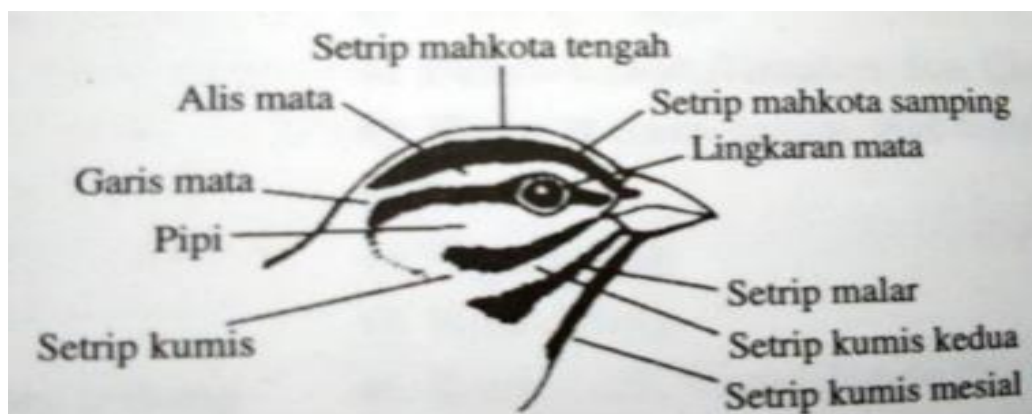 Setrip mahkota tengah
Alis mata
Setrip mahkota samping
Lingkaran mata
Garis mata
Pipi
Setrip malar
Setrip kumis
Setrip kumis kedua
Setrip kumis mesial